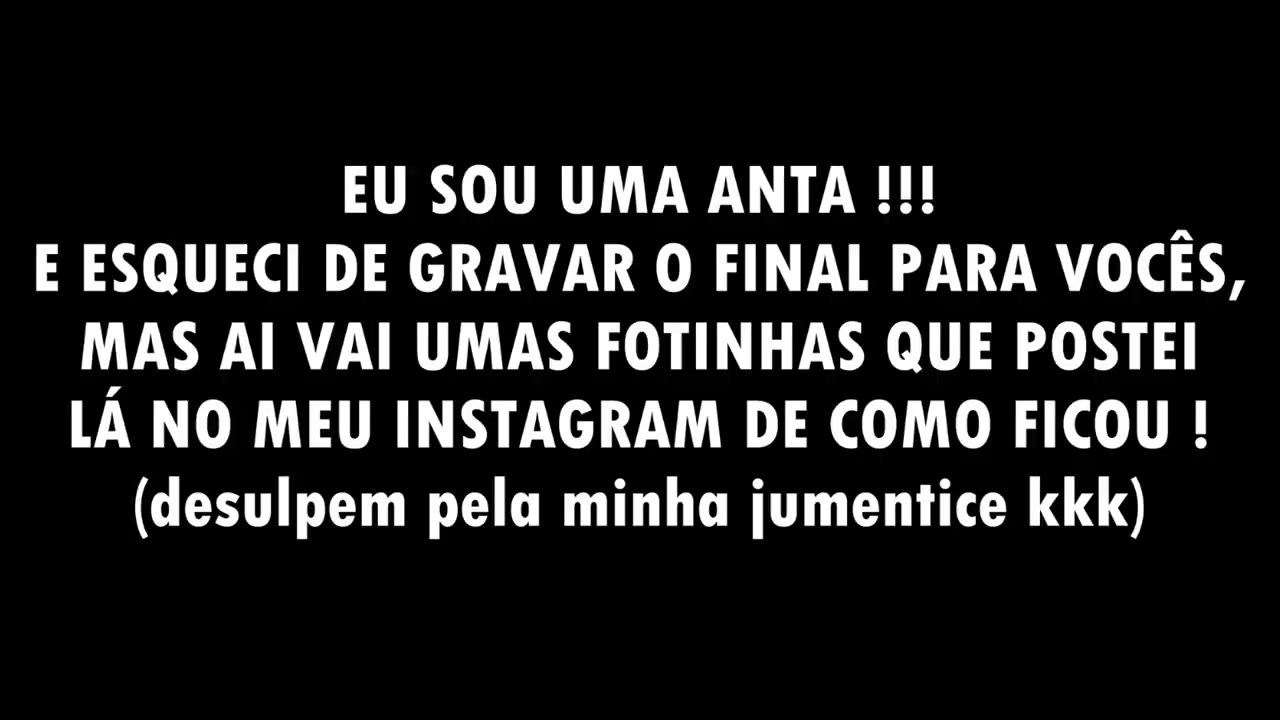 EU SOU UMA ANTA !!!
E ESQUECI DE GRAVAR O FINAL PARA VOCÊS,
MAS AI VAI UMAS FOTINHAS QUE POSTEI
LÁ NO MEU INSTAGRAM DE COMO FICOU !
(desulpem pela minha jumentice kkk)